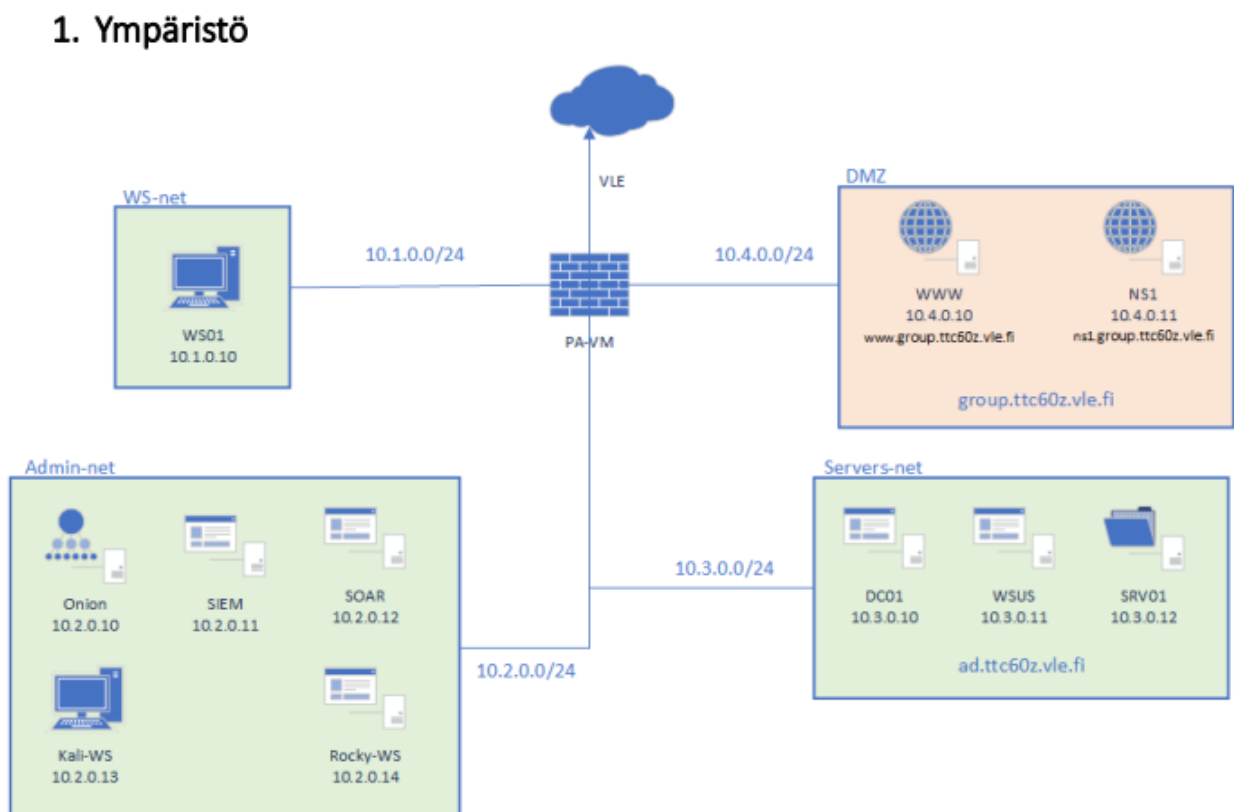 1. Ympäristö
VLE
WS-net
DMZ
10.1.0.0/24
10.4.0.0/24
WS01
10.1.0.10
PA-VM
WWW
10.4.0.10
www.group.ttc60z.vle.fi
NS1
10.4.0.11
ns1.group.ttc60z.vle.fi
group.ttc60z.vle.fi
Admin-net
Servers-net
Onion
10.2.0.10
SIEM
10.2.0.11
SOAR
10.2.0.12
10.3.0.0/24
DC01
10.3.0.10
WSUS
10.3.0.11
SRV01
10.3.0.12
10.2.0.0/24
ad.ttc60z.vle.fi
Kali-WS
10.2.0.13
Rocky-WS
10.2.0.14